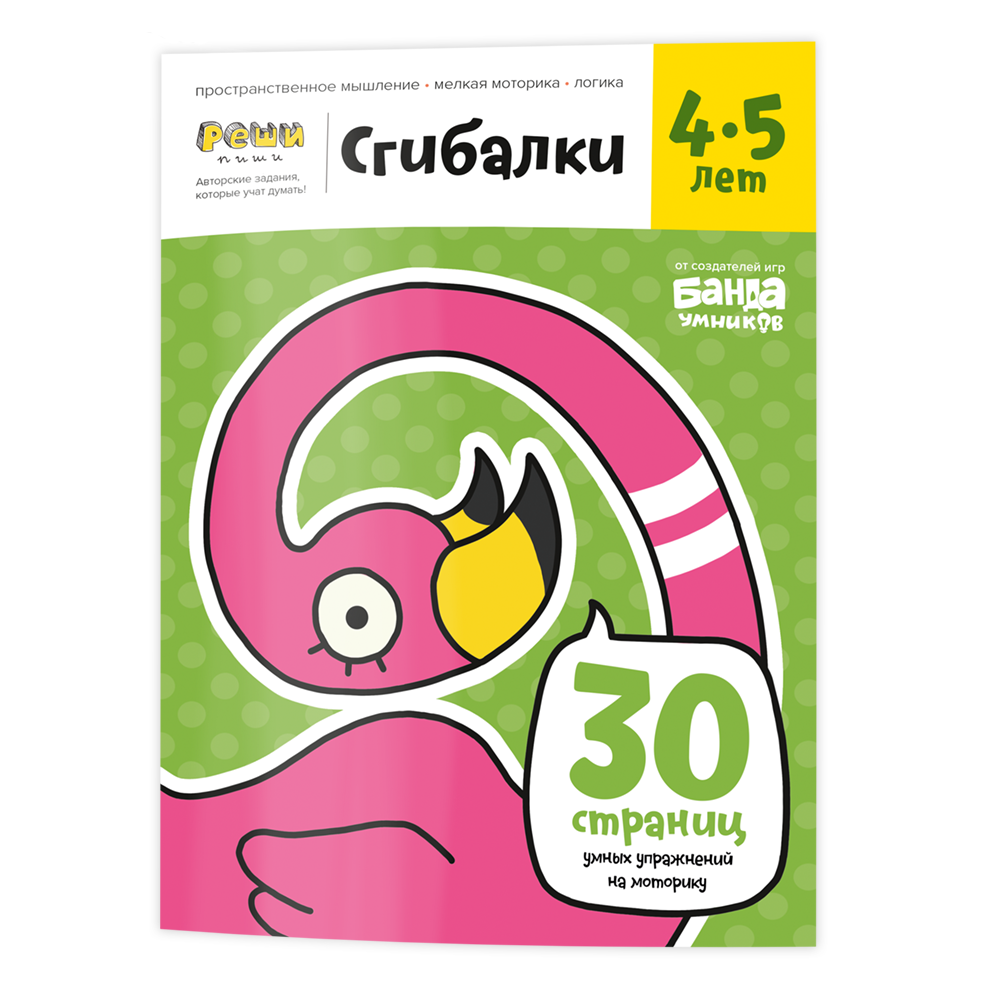 пространственное мышление • мелкая моторика • логика
Реши
пиши
Авторские задания,
которые учат думать!
Сгибалки
4•5
лет
от создателей игр
БАНДА
УМНИКОВ
30
страниц
умных упражнений
на моторику